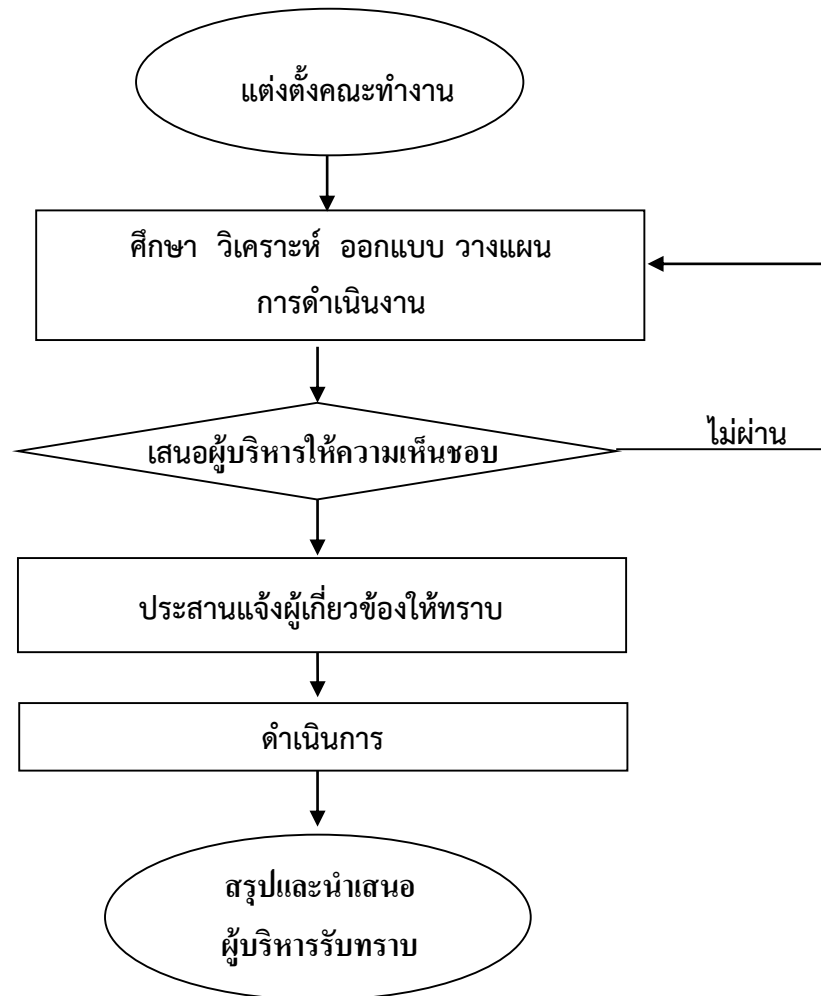 แต่งตั้งคณะทำงาน
ศึกษา วิเคราะห์ ออกแบบ วางแผน
การดำเนินงาน
เสนอผู้บริหารให้ความเห็นชอบ
ไม่ผ่าน
ประสานแจ้งผู้เกี่ยวข้องให้ทราบ
ดำเนินการ
สรุปและนำเสนอ
ผู้บริหารรับทราบ